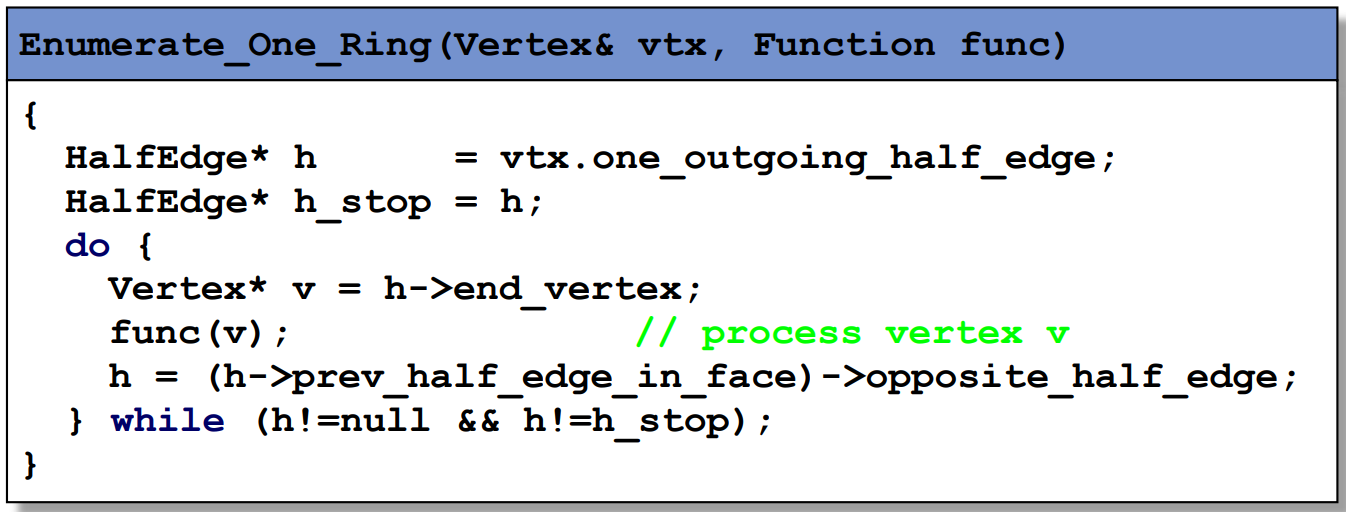 Enumerate_One_Ring(Vertex& vtx, Function func)
{
  HalfEdge* h      = vtx.one_outgoing_half_edge;
  HalfEdge* h_stop = h;
  do {
    Vertex* v = h->end_vertex;
    func(v);               // process vertex v
    h = (h->prev_half_edge_in_face)->opposite_half_edge;
  } while (h!=null && h!=h_stop);
}